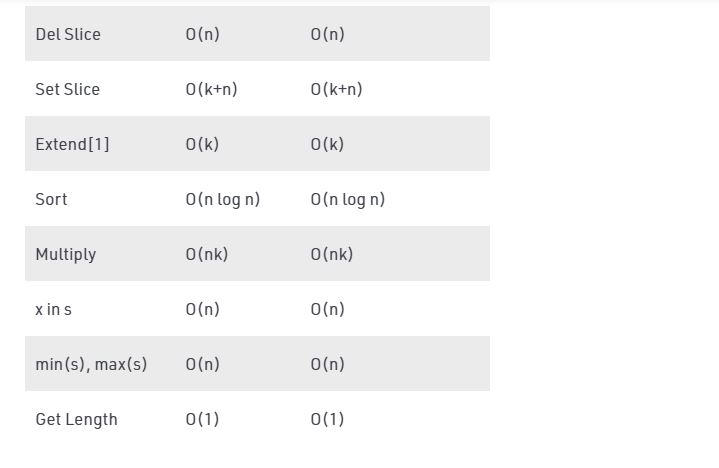 Del Slice O(n) O(n)
Set Slice O(k+n) O(k+n)
Extend[1] O(k) O(k)
Sort O(n log n) O(n log n)
Multiply O(nk) O(nk)
x in s O(n) O(n)
min(s), max(s) O(n) O(n)
Get Length O(1) O(1)